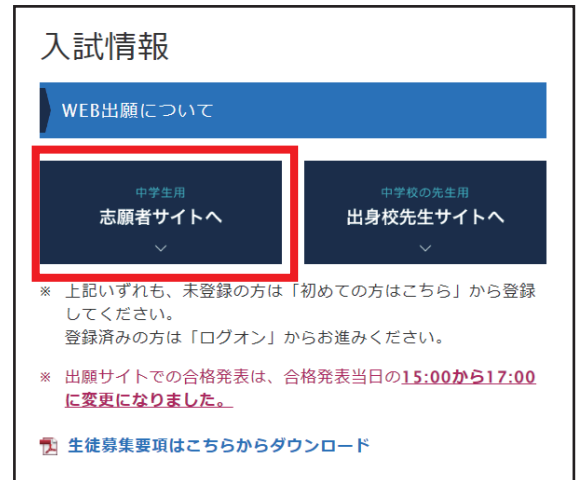 入試情報
WEB出願について
中学生用
志願者サイトへ
中学校の先生用
出身校先生サイトへ
※ 上記いずれも、未登録の方は「初めての方はこちら」から登録
してください。
登録済みの方は「ログオン」からお進みください。
※ 出願サイトでの合格発表は、合格発表当日の15:00から17:00
に変更になりました。
生徒募集要項はこちらからダウンロード